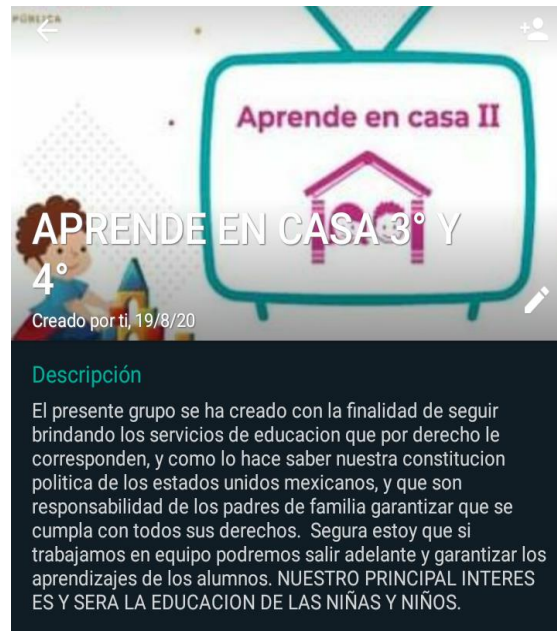 PÚBLICA
Aprende en casa II
APRENDE EN CASA 3° Y
4°
Creado por ti, 19/8/20
Descripción
El presente grupo se ha creado con la finalidad de seguir
brindando los servicios de educacion que por derecho le
corresponden, y como lo hace saber nuestra constitucion
politica de los estados unidos mexicanos, y que son
responsabilidad de los padres de familia garantizar que se
cumpla con todos sus derechos.  Segura estoy que si
trabajamos en equipo podremos salir adelante y garantizar los
aprendizajes de los alumnos. NUESTRO PRINCIPAL INTERES
ES Y SERA LA EDUCACION DE LAS NIÑAS Y NIÑOS.